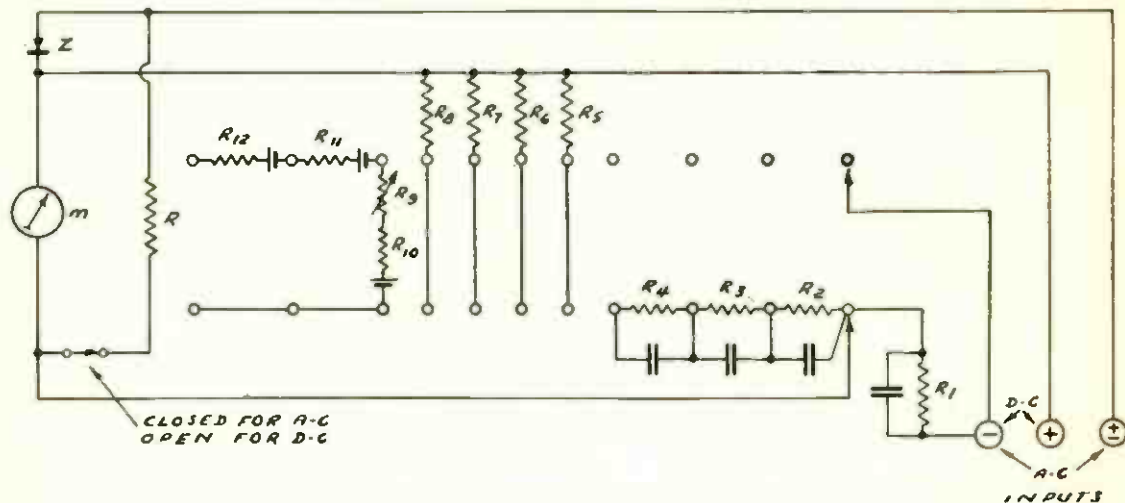 Z
R12
R11
R8
R7
R6
R5
R9
m
R
R10
R4
R3
R2
R1
D-C
- + ±
A-C
INPUTS
CLOSED FOR A-C
OPEN FOR D-C